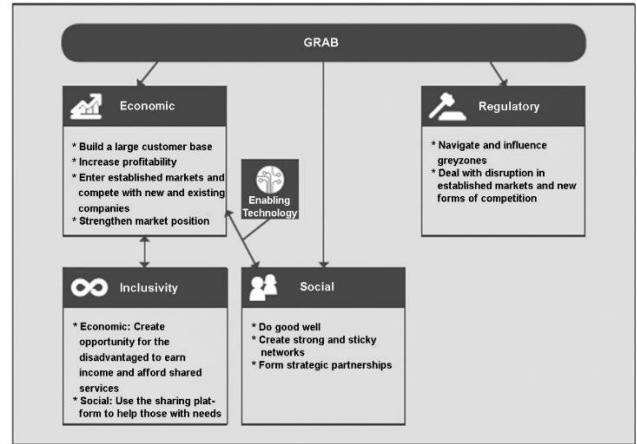 GRAB
Economic
* Build a large customer base
* Increase profitability
* Enter established markets and
compete with new and existing
companies
* Strengthen market position
Enabling
Technology
Regulatory
* Navigate and influence
greyzones
* Deal with disruption in
established markets and new
forms of competition
Inclusivity
* Economic: Create
opportunity for the
disadvantaged to earn
income and afford shared
services
* Social: Use the sharing plat-
form to help those with needs
Social
* Do good well
* Create strong and sticky
networks
* Form strategic partnerships